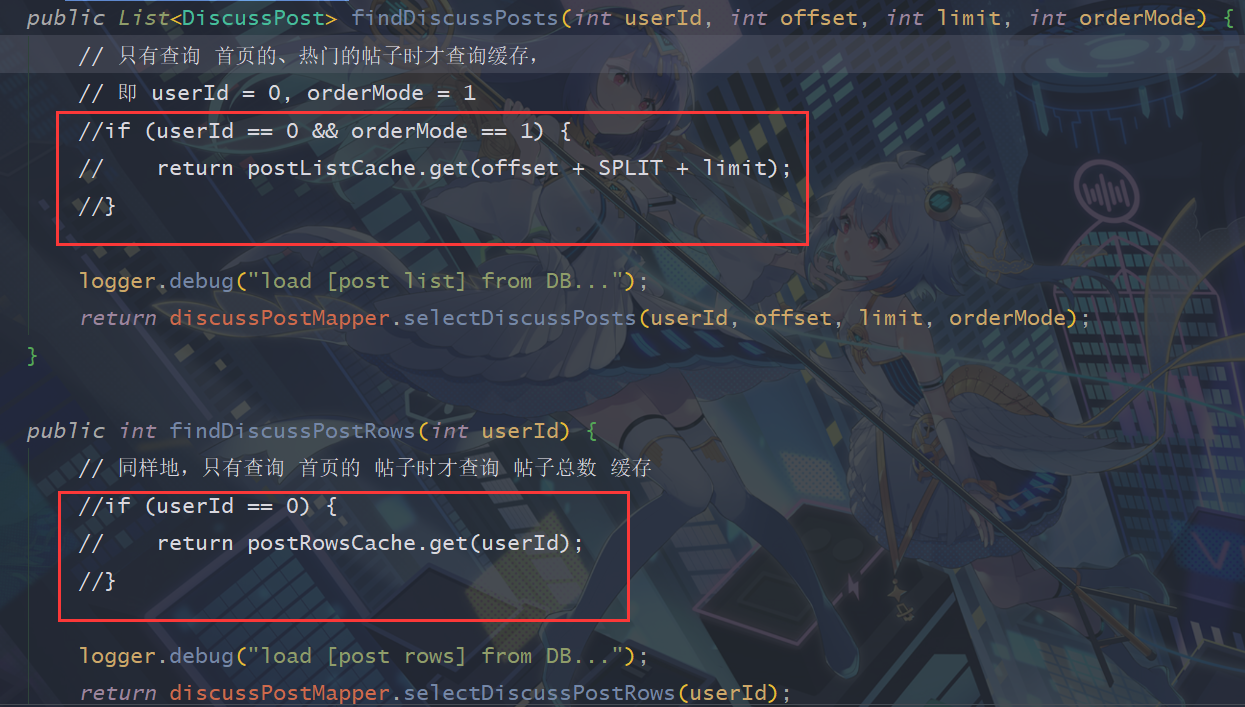 public List<DiscussPost> findDiscussPosts(int userId, int offset, int limit, int orderMode) {
// 只有查询 首页的、热门的帖子时才查询缓存，
// 即 userId = 0, orderMode = 1
//if (userId == 0 && orderMode == 1) {
//    return postListCache.get(offset + SPLIT + limit);
//}
logger.debug("load [post list] from DB...");
return discussPostMapper.selectDiscussPosts(userId, offset, limit, orderMode);
}
public int findDiscussPostRows(int userId) {
// 同样地，只有查询 首页的 帖子时才查询 帖子总数 缓存
//if (userId == 0) {
//    return postRowsCache.get(userId);
//}
logger.debug("load [post rows] from DB...");
return discussPostMapper.selectDiscussPostRows(userId);